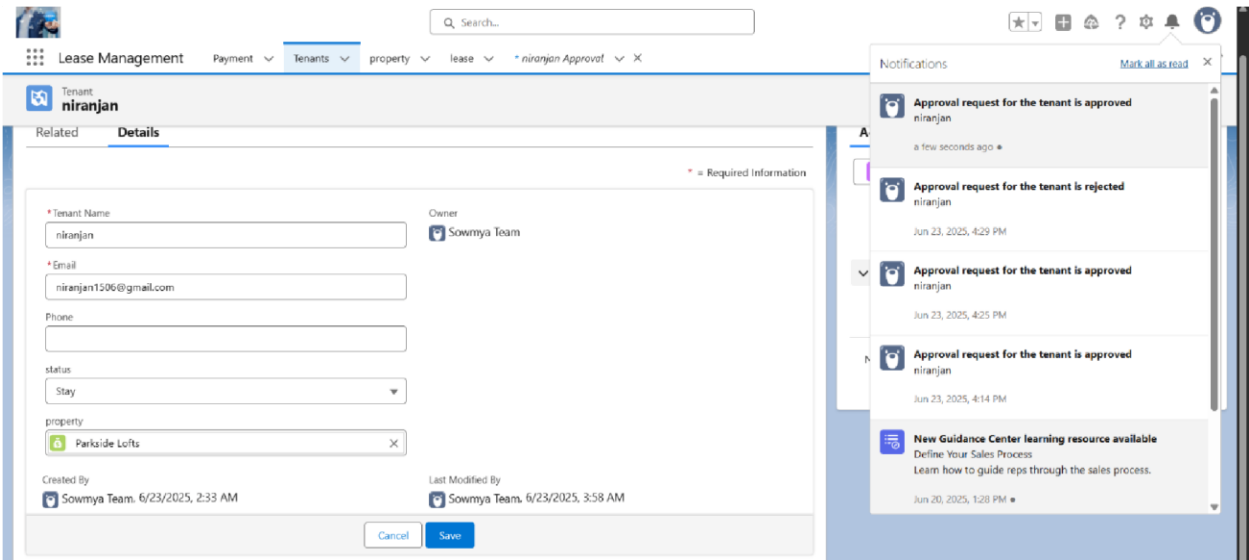 Search...
Lease Management
Payment
Tenants
property
lease
* niranjan Approval
Tenant
niranjan
Related
Details
* = Required Information
*Tenant Name
niranjan
Owner
Sowmya Team
*Email
niranjan1506@gmail.com
Phone
status
Stay
property
Parkside Lofts
Created By
Sowmya Team, 6/23/2025, 2:33 AM
Last Modified By
Sowmya Team, 6/23/2025, 3:58 AM
Cancel
Save
Notifications
Mark all as read
Approval request for the tenant is approved
niranjan
a few seconds ago
Approval request for the tenant is rejected
niranjan
Jun 23, 2025, 4:29 PM
Approval request for the tenant is approved
niranjan
Jun 23, 2025, 4:25 PM
Approval request for the tenant is approved
niranjan
Jun 23, 2025, 4:14 PM
New Guidance Center learning resource available
Define Your Sales Process
Learn how to guide reps through the sales process.
Jun 20, 2025, 1:28 PM